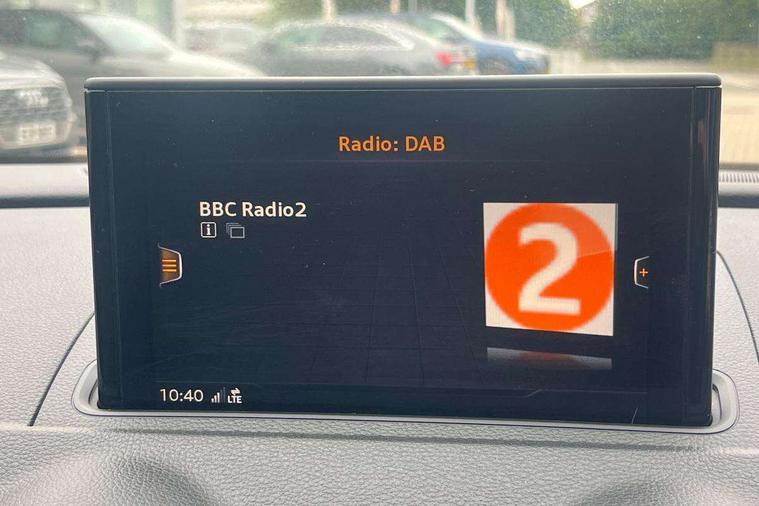 Radio: DAB
BBC Radio2
2
10:40 LTE